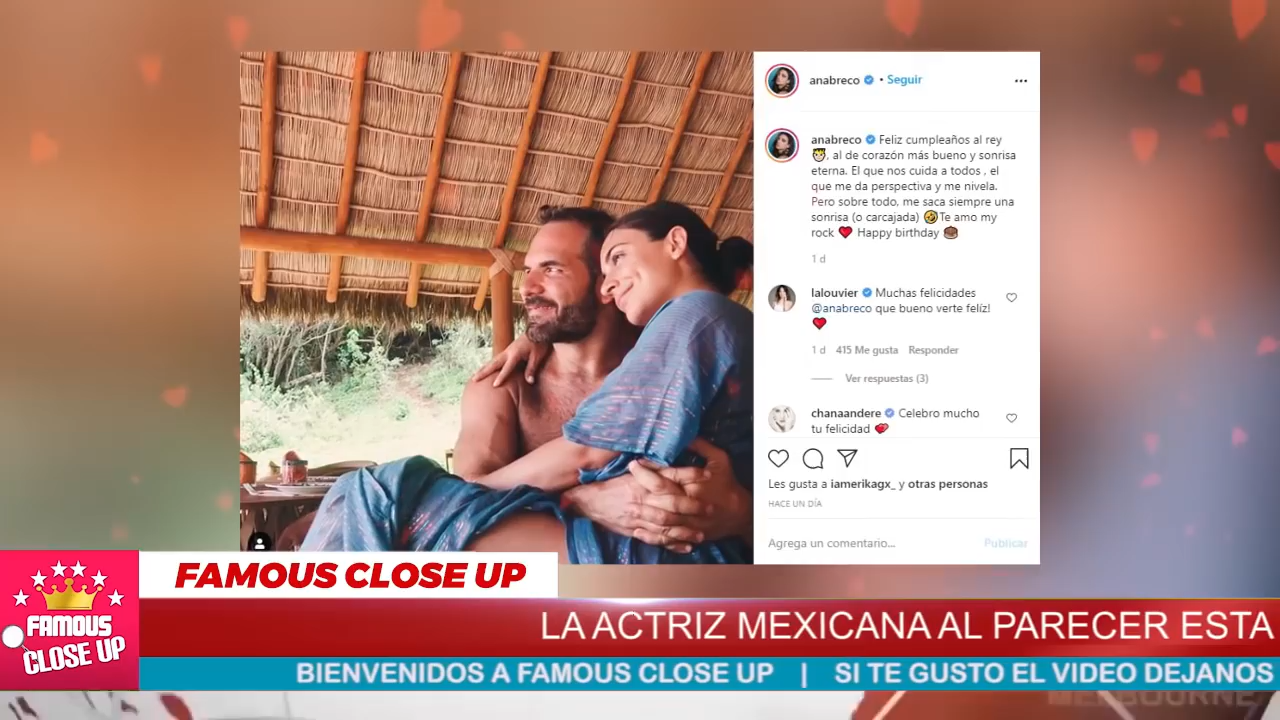 anabreco • Seguir
anabreco Feliz cumpleaños al rey
, al de corazón más bueno y sonrisa
eterna. El que nos cuida a todos , el
que me da perspectiva y me nivela.
Pero sobre todo, me saca siempre una
sonrisa (o carcajada) 🤣Te amo my
rock ❤️ Happy birthday 🎂
1 d
lalouvier Muchas felicidades
@anabreco que bueno verte felíz!
❤️
1 d 415 Me gusta Responder
Ver respuestas (3)
chanaandere Celebro mucho
tu felicidad 💕
Les gusta a iamerikagx_ y otras personas
HACE UN DÍA
Agrega un comentario...
Publicar
FAMOUS CLOSE UP
FAMOUS
CLOSE UP
LA ACTRIZ MEXICANA AL PARECER ESTA
BIENVENIDOS A FAMOUS CLOSE UP | SI TE GUSTO EL VIDEO DEJANOS
MELBOURNE